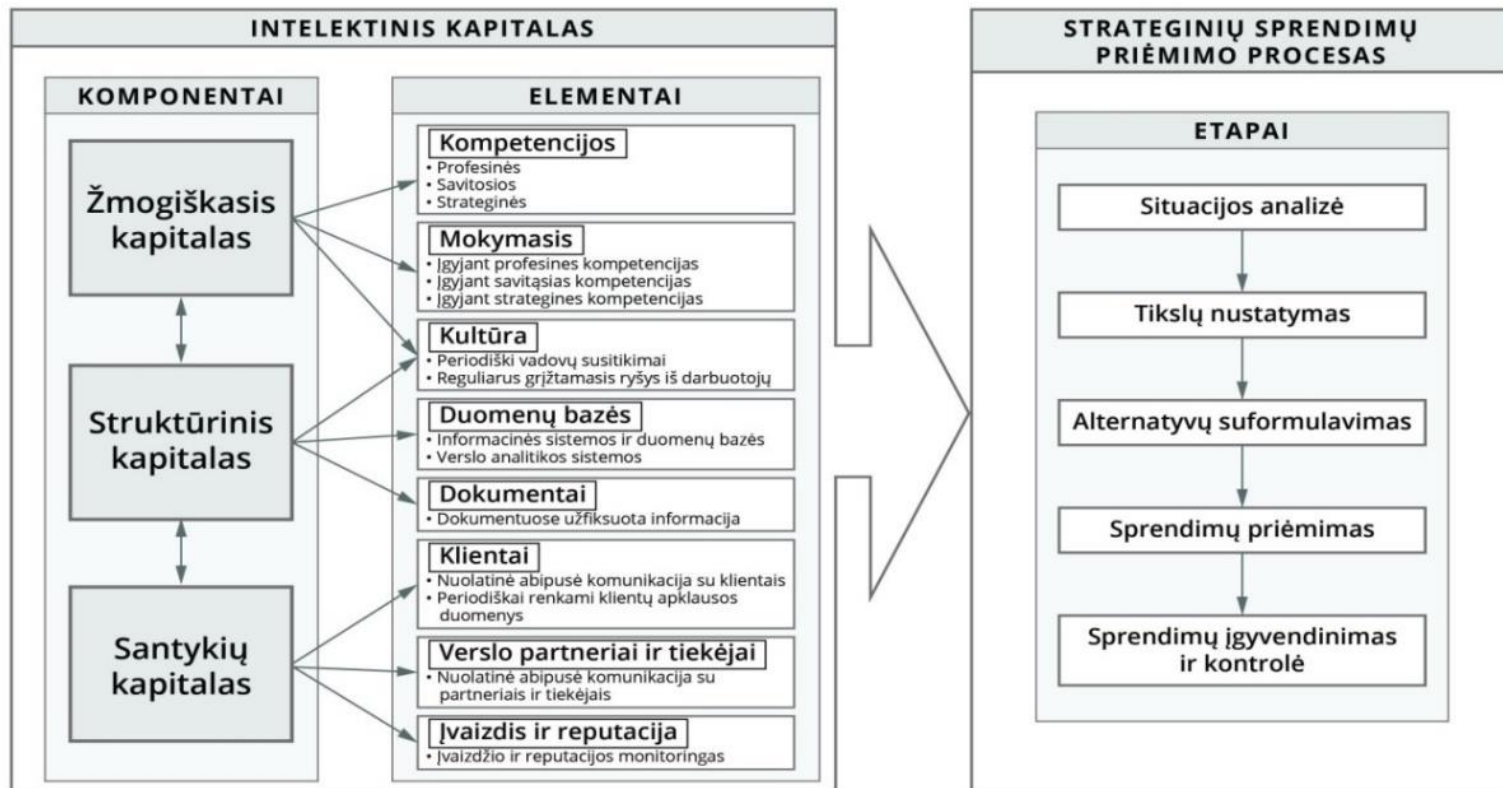 INTELEKTINIS KAPITALAS
KOMPONENTAI
Žmogiškasis
kapitalas
Struktūrinis
kapitalas
Santykių
kapitalas
ELEMENTAI
Kompetencijos
• Profesinės
• Savitosios
• Strateginės
Mokymasis
• Įgyjant profesines kompetencijas
• Įgyjant savitąsias kompetencijas
• Įgyjant strategines kompetencijas
Kultūra
• Periodiški vadovų susitikimai
• Reguliarus grįžtamasis ryšys iš darbuotojų
Duomenų bazės
• Informacinės sistemos ir duomenų bazės
• Verslo analitikos sistemos
Dokumentai
• Dokumentuose užfiksuota informacija
Klientai
• Nuolatinė abipusė komunikacija su klientais
• Periodiškai renkami klientų apklausos
duomenys
Verslo partneriai ir tiekėjai
• Nuolatinė abipusė komunikacija su
partneriais ir tiekėjais
Įvaizdis ir reputacija
• Įvaizdžio ir reputacijos monitoringas
STRATEGINIŲ SPRENDIMŲ
PRIĖMIMO PROCESAS
ETAPAI
Situacijos analizė
Tikslų nustatymas
Alternatyvų suformulavimas
Sprendimų priėmimas
Sprendimų įgyvendinimas
ir kontrolė